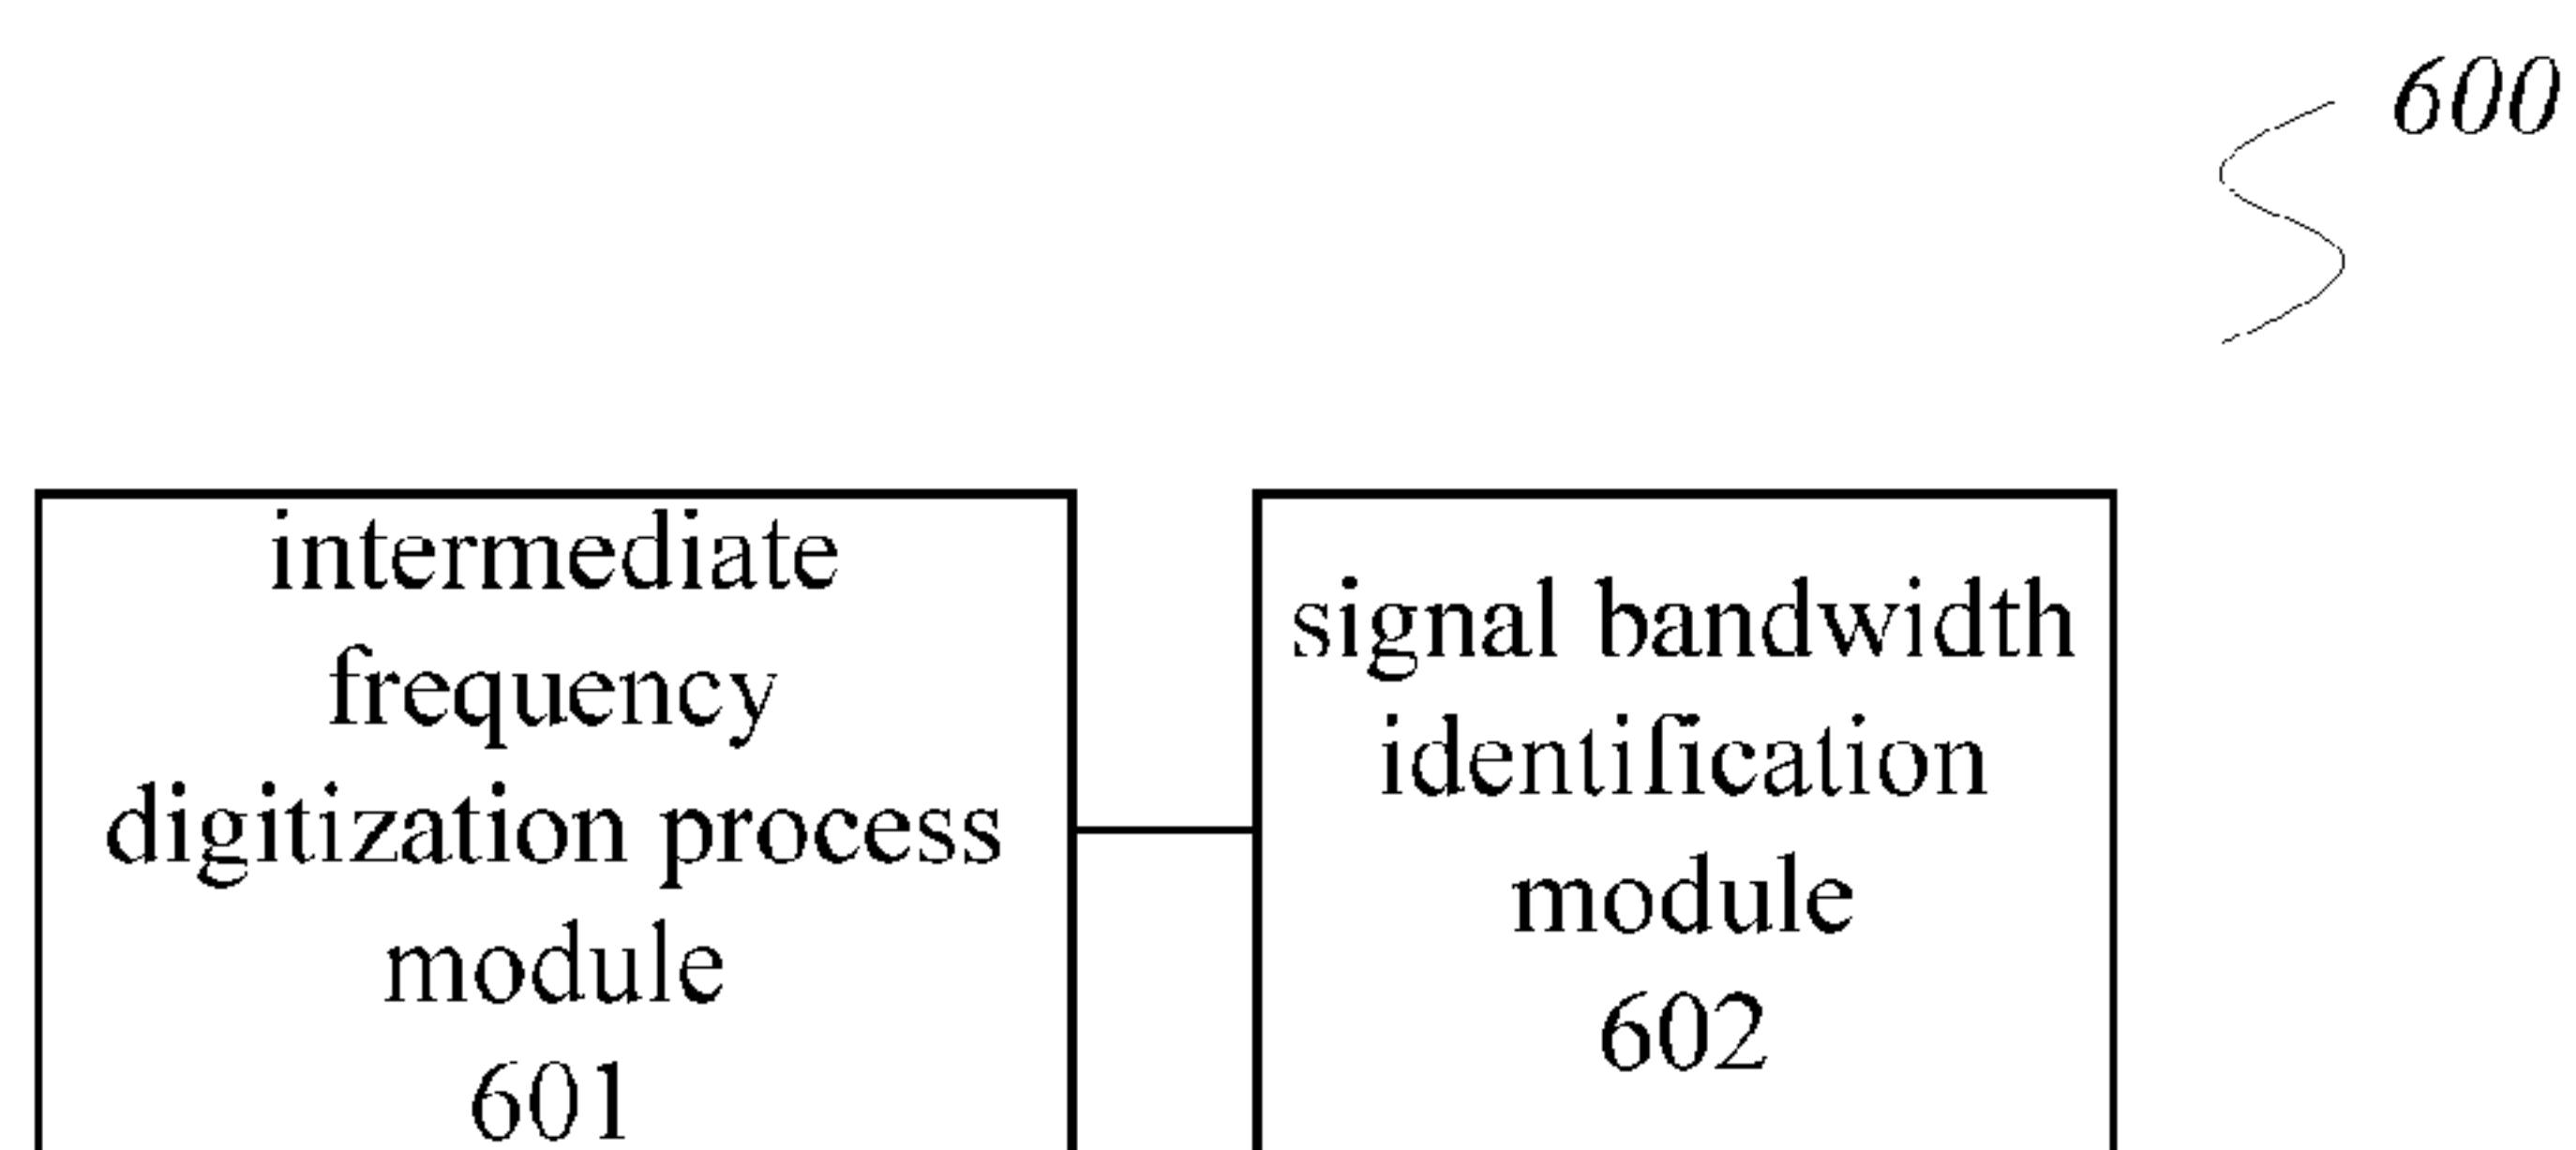 600
intermediate
frequency
digitization process
module
601
signal bandwidth
identification
module
602